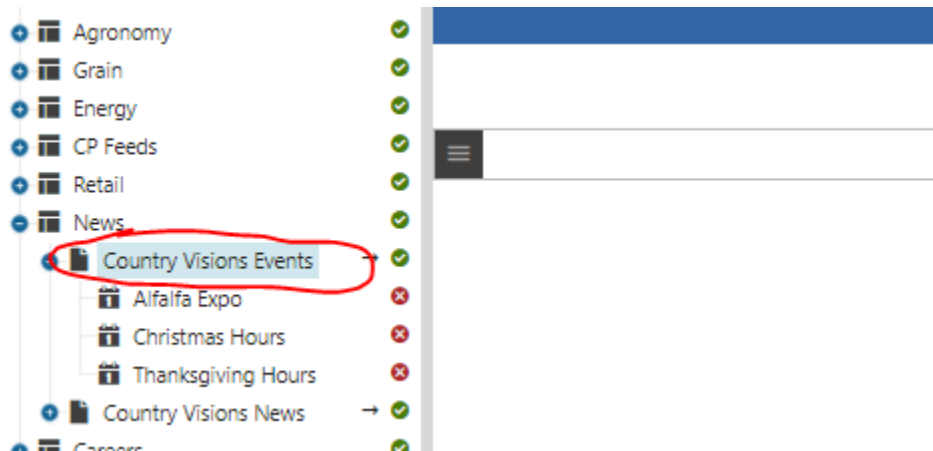 Agronomy
Grain
Energy
CP Feeds
Retail
News
Country Visions Events
Alfalfa Expo
Christmas Hours
Thanksgiving Hours
Country Visions News
Careers